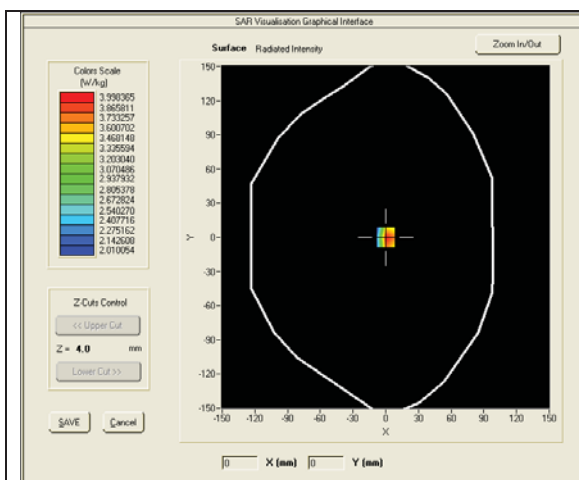 SAR Visualisation Graphical Interface
Surface Radiated Intensity
Zoom In/Out
Colors Scale
(W/kg)
3.998365
3.865811
3.733257
3.600702
3.468148
3.335594
3.203040
3.070486
2.937932
2.805378
2.672824
2.540270
2.407716
2.275162
2.142608
2.010054
Z-Cuts Control
<< Upper Cut
Z = 4.0 mm
Lower Cut >>
SAVE Cancel
150
120
90
60
30
0
-30
-60
-90
-120
-150
Y
-150 -120 -90 -60 -30 0 30 60 90 120 150
X
0 X (mm) 0 Y (mm)